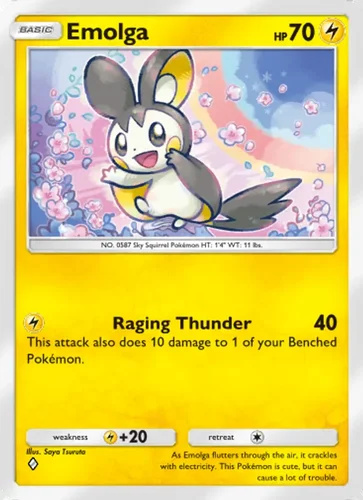 BASIC Emolga HP 70
NO. 0587 Sky Squirrel Pokémon HT: 1'4" WT: 11 lbs.
Raging Thunder 40
This attack also does 10 damage to 1 of your Benched
Pokémon.
weakness +20 retreat
Illus. Saya Tsuruta
As Emolga flutters through the air, it crackles
with electricity. This Pokémon is cute, but it can
cause a lot of trouble.